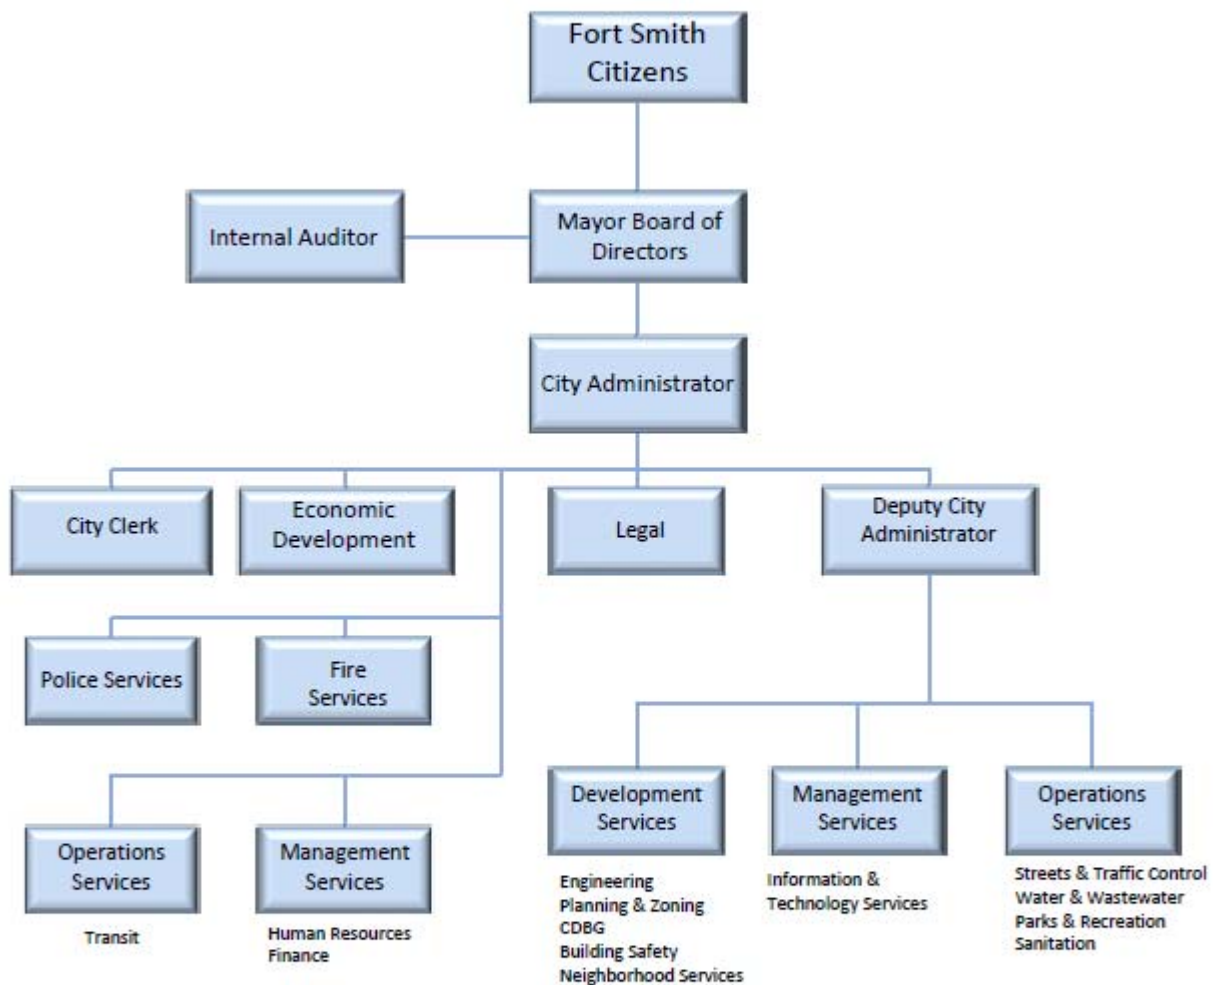 Fort Smith
Citizens
Internal Auditor
Mayor Board of
Directors
City Administrator
City Clerk
Economic
Development
Legal
Deputy City
Administrator
Police Services
Fire
Services
Operations
Services
Transit
Management
Services
Human Resources
Finance
Development
Services
Engineering
Planning & Zoning
CDBG
Building Safety
Neighborhood Services
Management
Services
Information &
Technology Services
Operations
Services
Streets & Traffic Control
Water & Wastewater
Parks & Recreation
Sanitation